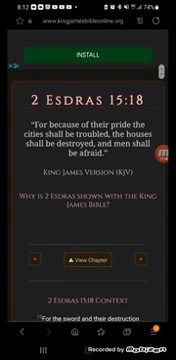 8:12
54%
www.kingjamesbibleonline.org
INSTALL
2 Esdras 15:18
“For because of their pride the
cities shall be troubled, the houses
shall be destroyed, and men shall
be afraid.”
King James Version (KJV)
Why is 2 Esdras shown with the King
James Bible?
View Chapter
2 Esdras 15:18 Context
15For the sword and their destruction
Recorded by
Mobizen